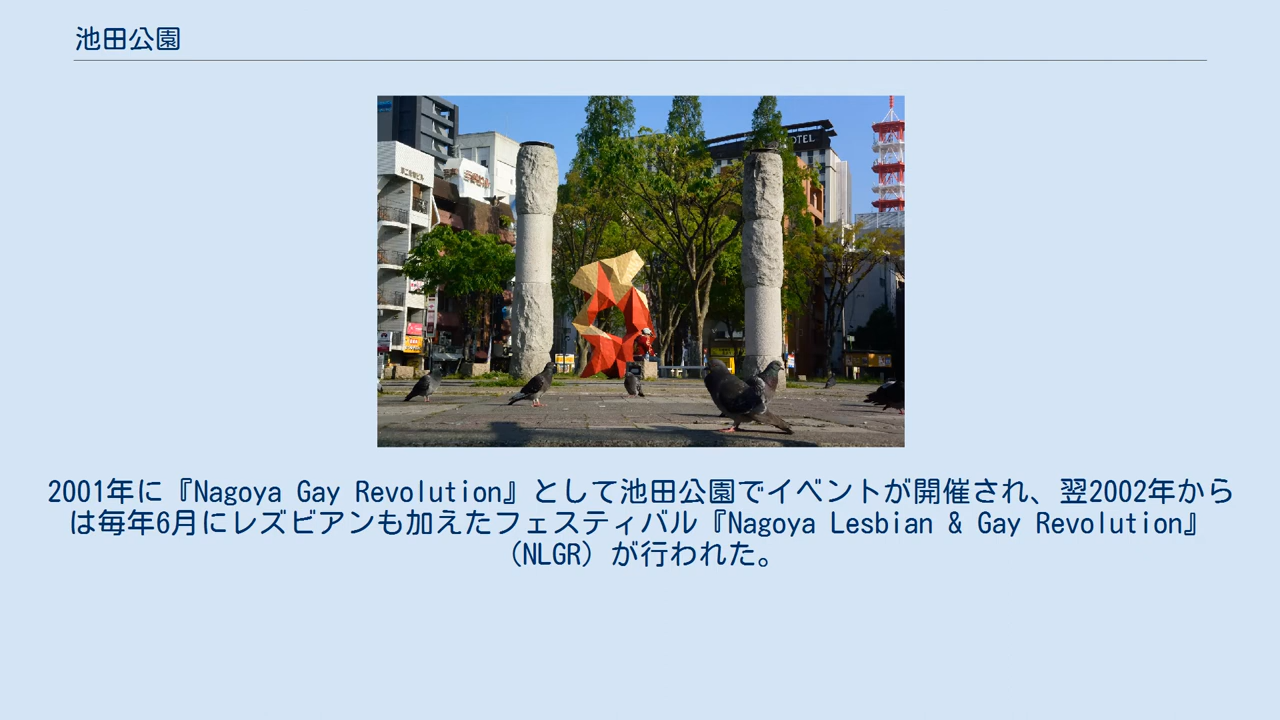 池田公園
HOTEL
2001年に『Nagoya Gay Revolution』として池田公園でイベントが開催され、翌2002年から
は毎年6月にレズビアンも加えたフェスティバル『Nagoya Lesbian & Gay Revolution』
（NLGR）が行われた。